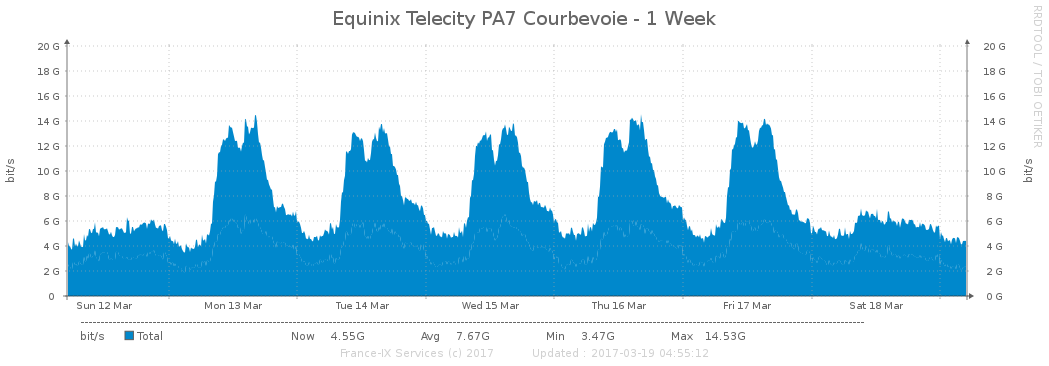 Equinix Telecity PA7 Courbevoie - 1 Week
RRDTOOL / TOBI OETIKER
20 G 20 G
18 G 18 G
16 G 16 G
14 G 14 G
12 G 12 G
10 G 10 G
8 G 8 G
6 G 6 G
4 G 4 G
2 G 2 G
0 0 G
bit/s
bit/s
Sun 12 Mar Mon 13 Mar Tue 14 Mar Wed 15 Mar Thu 16 Mar Fri 17 Mar Sat 18 Mar
bit/s Total Now 4.55G Avg 7.67G Min 3.47G Max 14.53G
France-IX Services (c) 2017 Updated : 2017-03-19 04:55:12